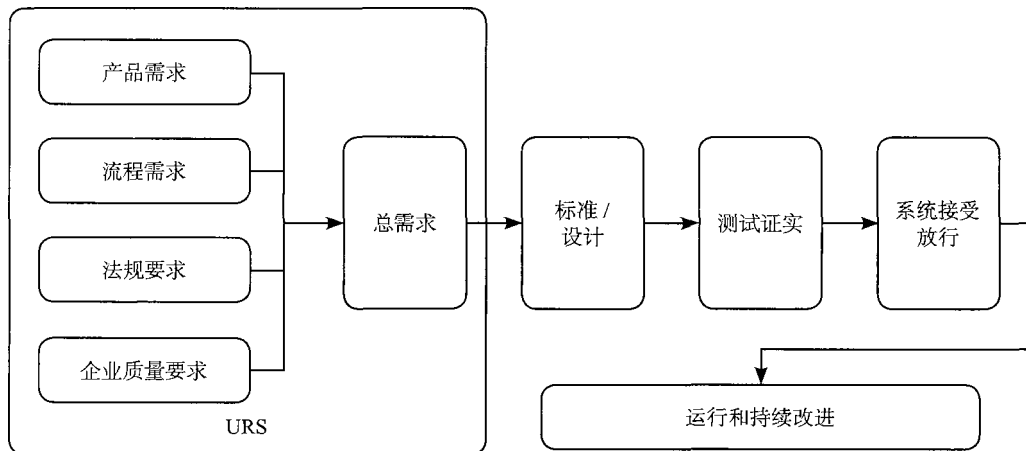 产品需求
流程需求
法规要求
企业质量要求
URS
总需求
标准 /
设计
测试证实
系统接受
放行
运行和持续改进